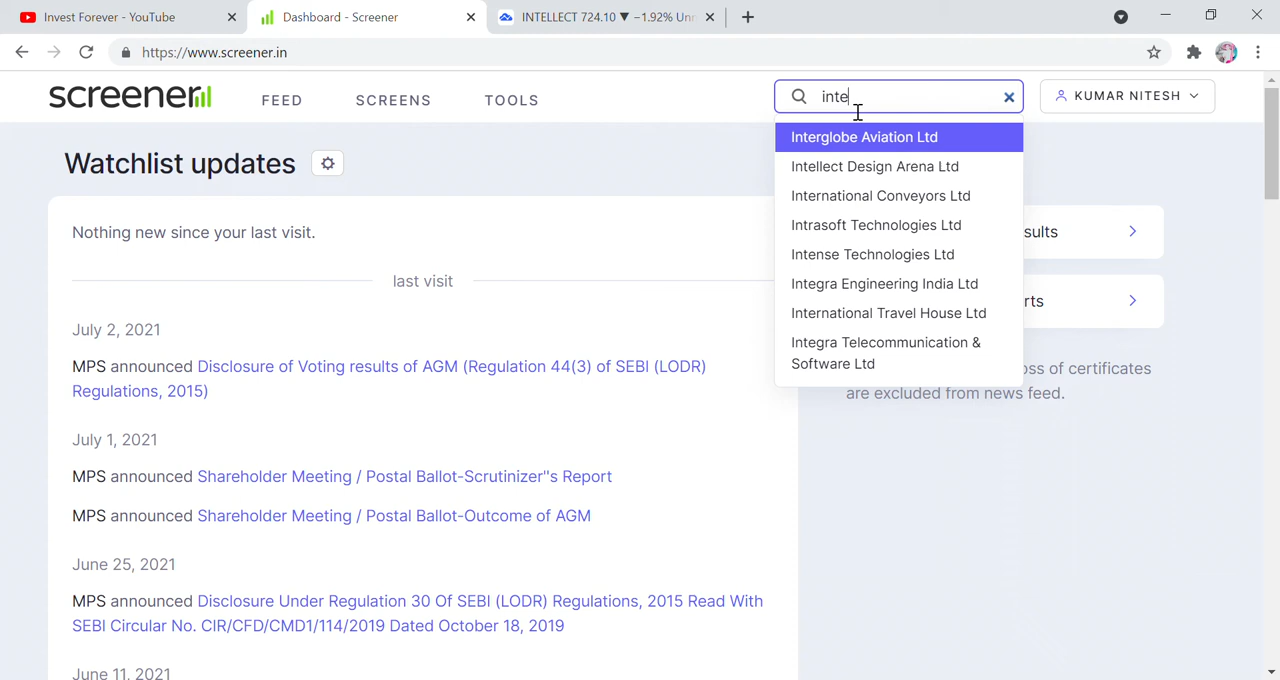 Invest Forever - YouTube
Dashboard - Screener
INTELLECT 724.10 ▼ −1.92% Unn
https://www.screener.in
screener
FEED
SCREENS
TOOLS
inte
KUMAR NITESH
Interglobe Aviation Ltd
Intellect Design Arena Ltd
International Conveyors Ltd
Intrasoft Technologies Ltd
Intense Technologies Ltd
Integra Engineering India Ltd
International Travel House Ltd
Integra Telecommunication &
Software Ltd
Watchlist updates
Nothing new since your last visit.
last visit
July 2, 2021
MPS announced Disclosure of Voting results of AGM (Regulation 44(3) of SEBI (LODR)
Regulations, 2015)
July 1, 2021
MPS announced Shareholder Meeting / Postal Ballot-Scrutinizer"s Report
MPS announced Shareholder Meeting / Postal Ballot-Outcome of AGM
June 25, 2021
MPS announced Disclosure Under Regulation 30 Of SEBI (LODR) Regulations, 2015 Read With
SEBI Circular No. CIR/CFD/CMD1/114/2019 Dated October 18, 2019
June 11, 2021
sults
rts
oss of certificates
are excluded from news feed.